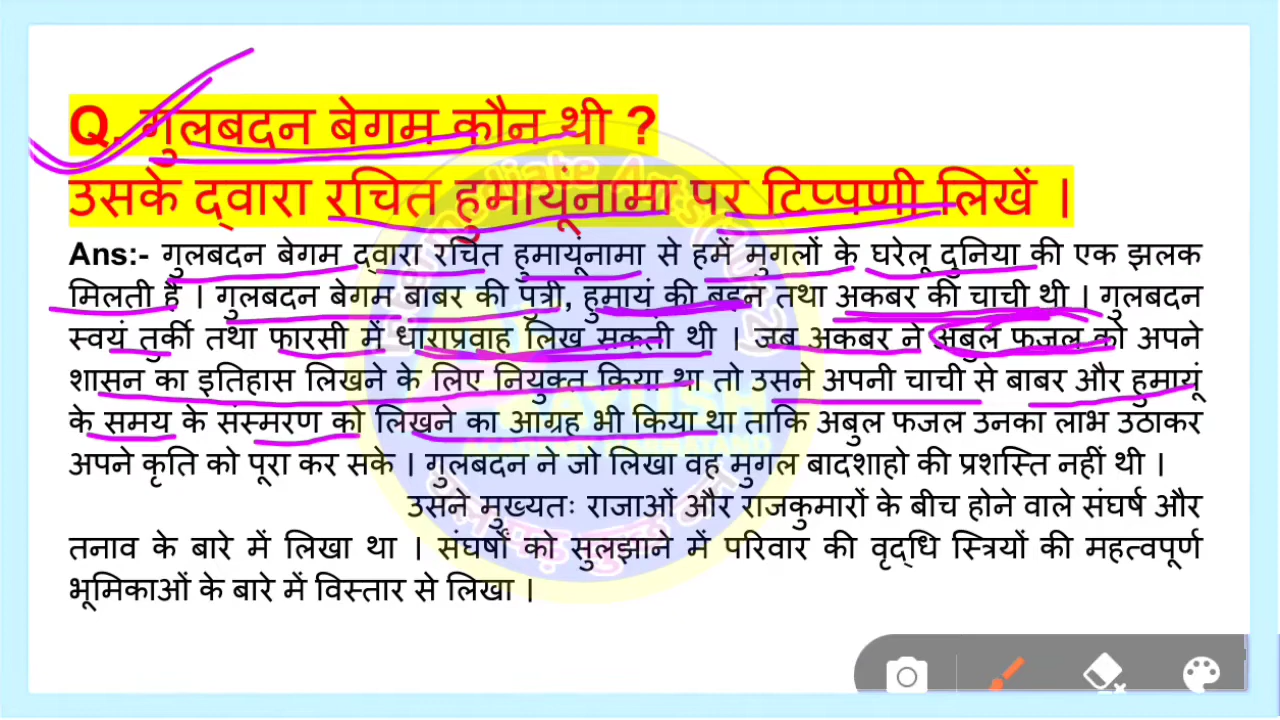 Q. गुलबदन बेगम कौन थी ?
उसके द्वारा रचित हुमायूंनामा पर टिप्पणी लिखें ।
Ans:- गुलबदन बेगम द्वारा रचित हुमायूंनामा से हमें मुगलों के घरेलू दुनिया की एक झलक
मिलती है । गुलबदन बेगम बाबर की पुत्री, हुमायुं की बहन तथा अकबर की चाची थी । गुलबदन
स्वयं तुर्की तथा फारसी में धाराप्रवाह लिख सकती थी । जब अकबर ने अबुल फजल को अपने
शासन का इतिहास लिखने के लिए नियुक्त किया था तो उसने अपनी चाची से बाबर और हुमायूं
के समय के संस्मरण को लिखने का आग्रह भी किया था ताकि अबुल फजल उनका लाभ उठाकर
अपने कृति को पूरा कर सके । गुलबदन ने जो लिखा वह मुगल बादशाहो की प्रशस्ति नहीं थी ।
उसने मुख्यतः राजाओं और राजकुमारों के बीच होने वाले संघर्ष और
तनाव के बारे में लिखा था । संघर्षों को सुलझाने में परिवार की वृद्धि स्त्रियों की महत्वपूर्ण
भूमिकाओं के बारे में विस्तार से लिखा ।